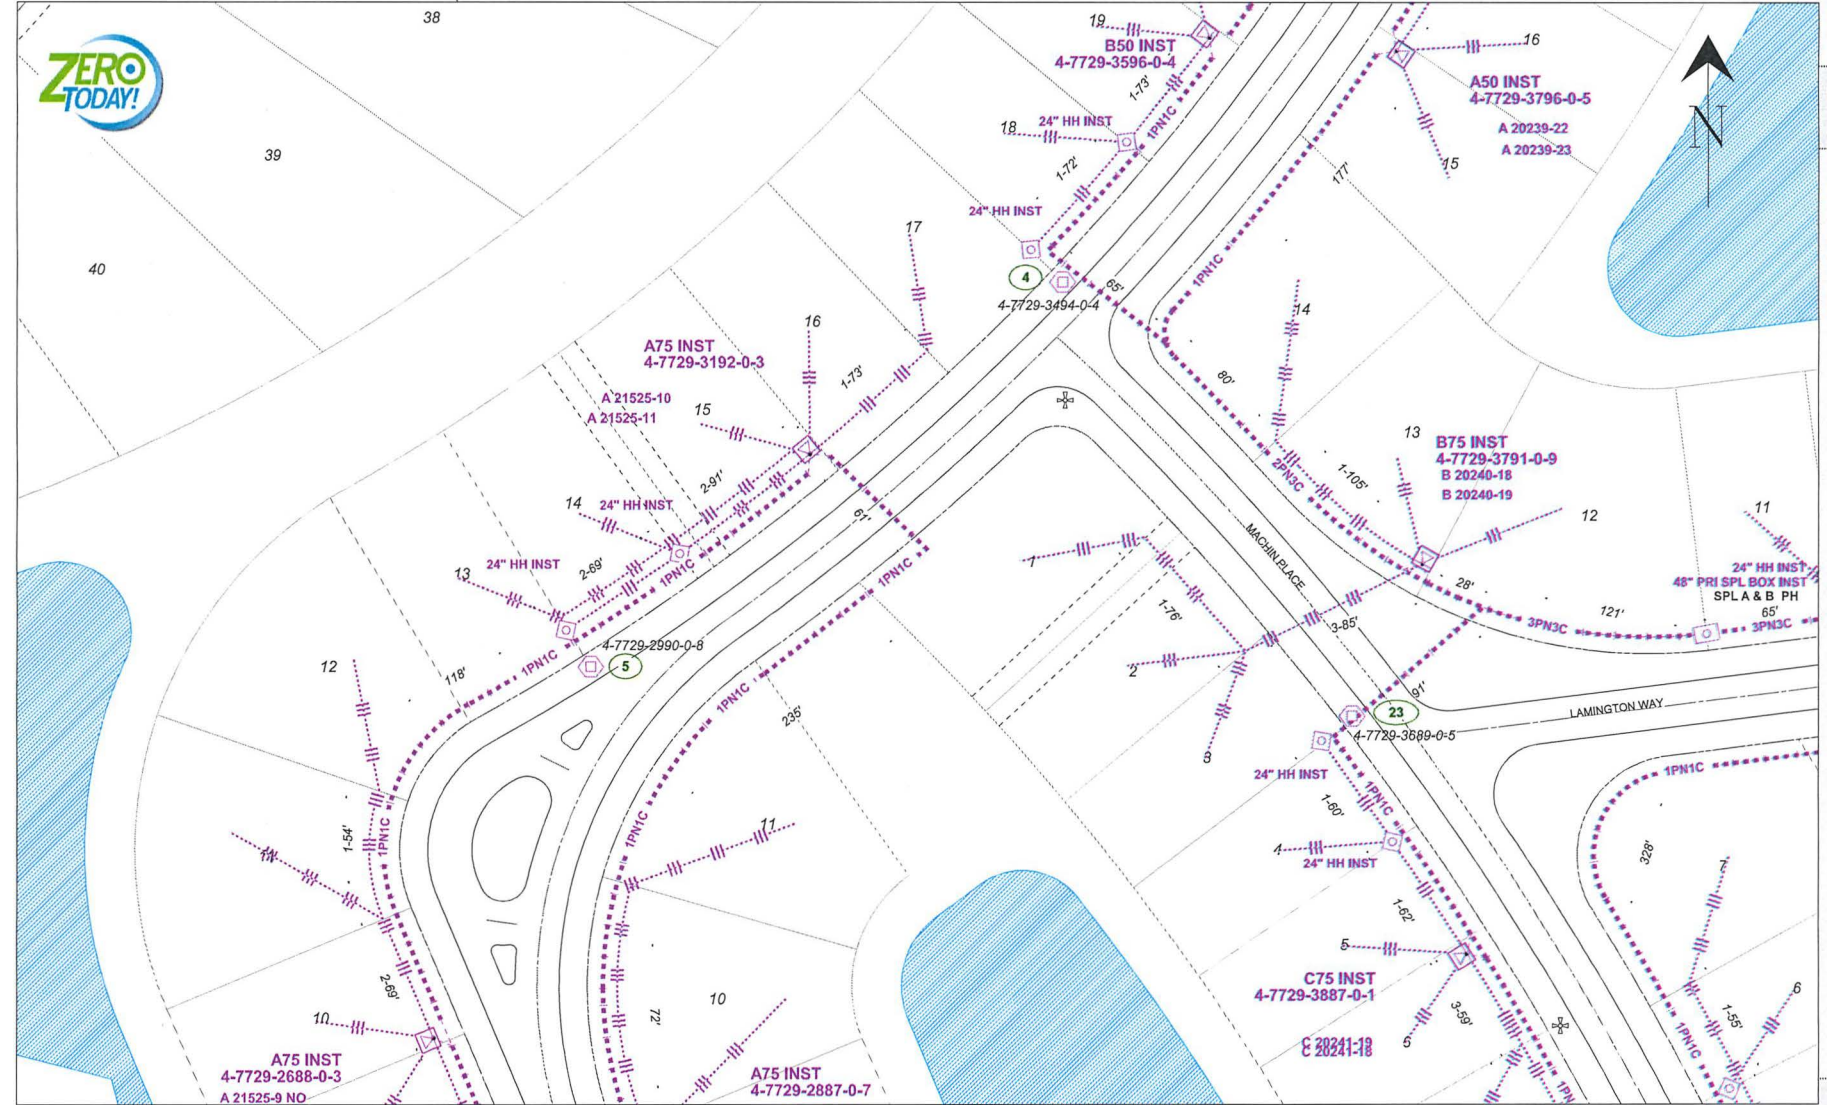 38
ZERO
TODAY!
39
40
19
B50 INST
4-7729-3596-0-4
1-73'
1PN1C
24" HH INST
18
1-72'
24" HH INST
17
4
4-7729-3494-0-4
65'
16
A50 INST
4-7729-3796-0-5
A 20239-22
A 20239-23
15
177'
1PN1C
N
14
80'
16
A75 INST
4-7729-3192-0-3
1-73'
A 21525-10
A 21525-11
15
2-91'
14
24" HH INST
61'
13
24" HH INST
2-69'
1PN1C
1PN1C
4-7729-2990-0-8
5
1PN1C
118'
1PN1C
235'
12
1-54'
1PN1C
1PN1C
11
2-69'
10
A75 INST
4-7729-2688-0-3
A 21525-9 NO
10
72'
A75 INST
4-7729-2887-0-7
2PN3C
1-105'
13
B75 INST
4-7729-3791-0-9
B 20240-18
B 20240-19
12
11
24" HH INST
48" PRI SPL BOX INST
SPL A & B PH
65'
28'
121'
3PN3C
3PN3C
MACHIN PLACE
1
1-76'
3-85'
2
3
91'
23
4-7729-3689-0-5
LAMINGTON WAY
24" HH INST
1PN1C
1-60'
4
24" HH INST
1-62'
5
C75 INST
4-7729-3887-0-1
C 20241-19
C 20241-18
6
3-59'
1PN
1PN1C
328'
7
6
1-55'
1PN1C